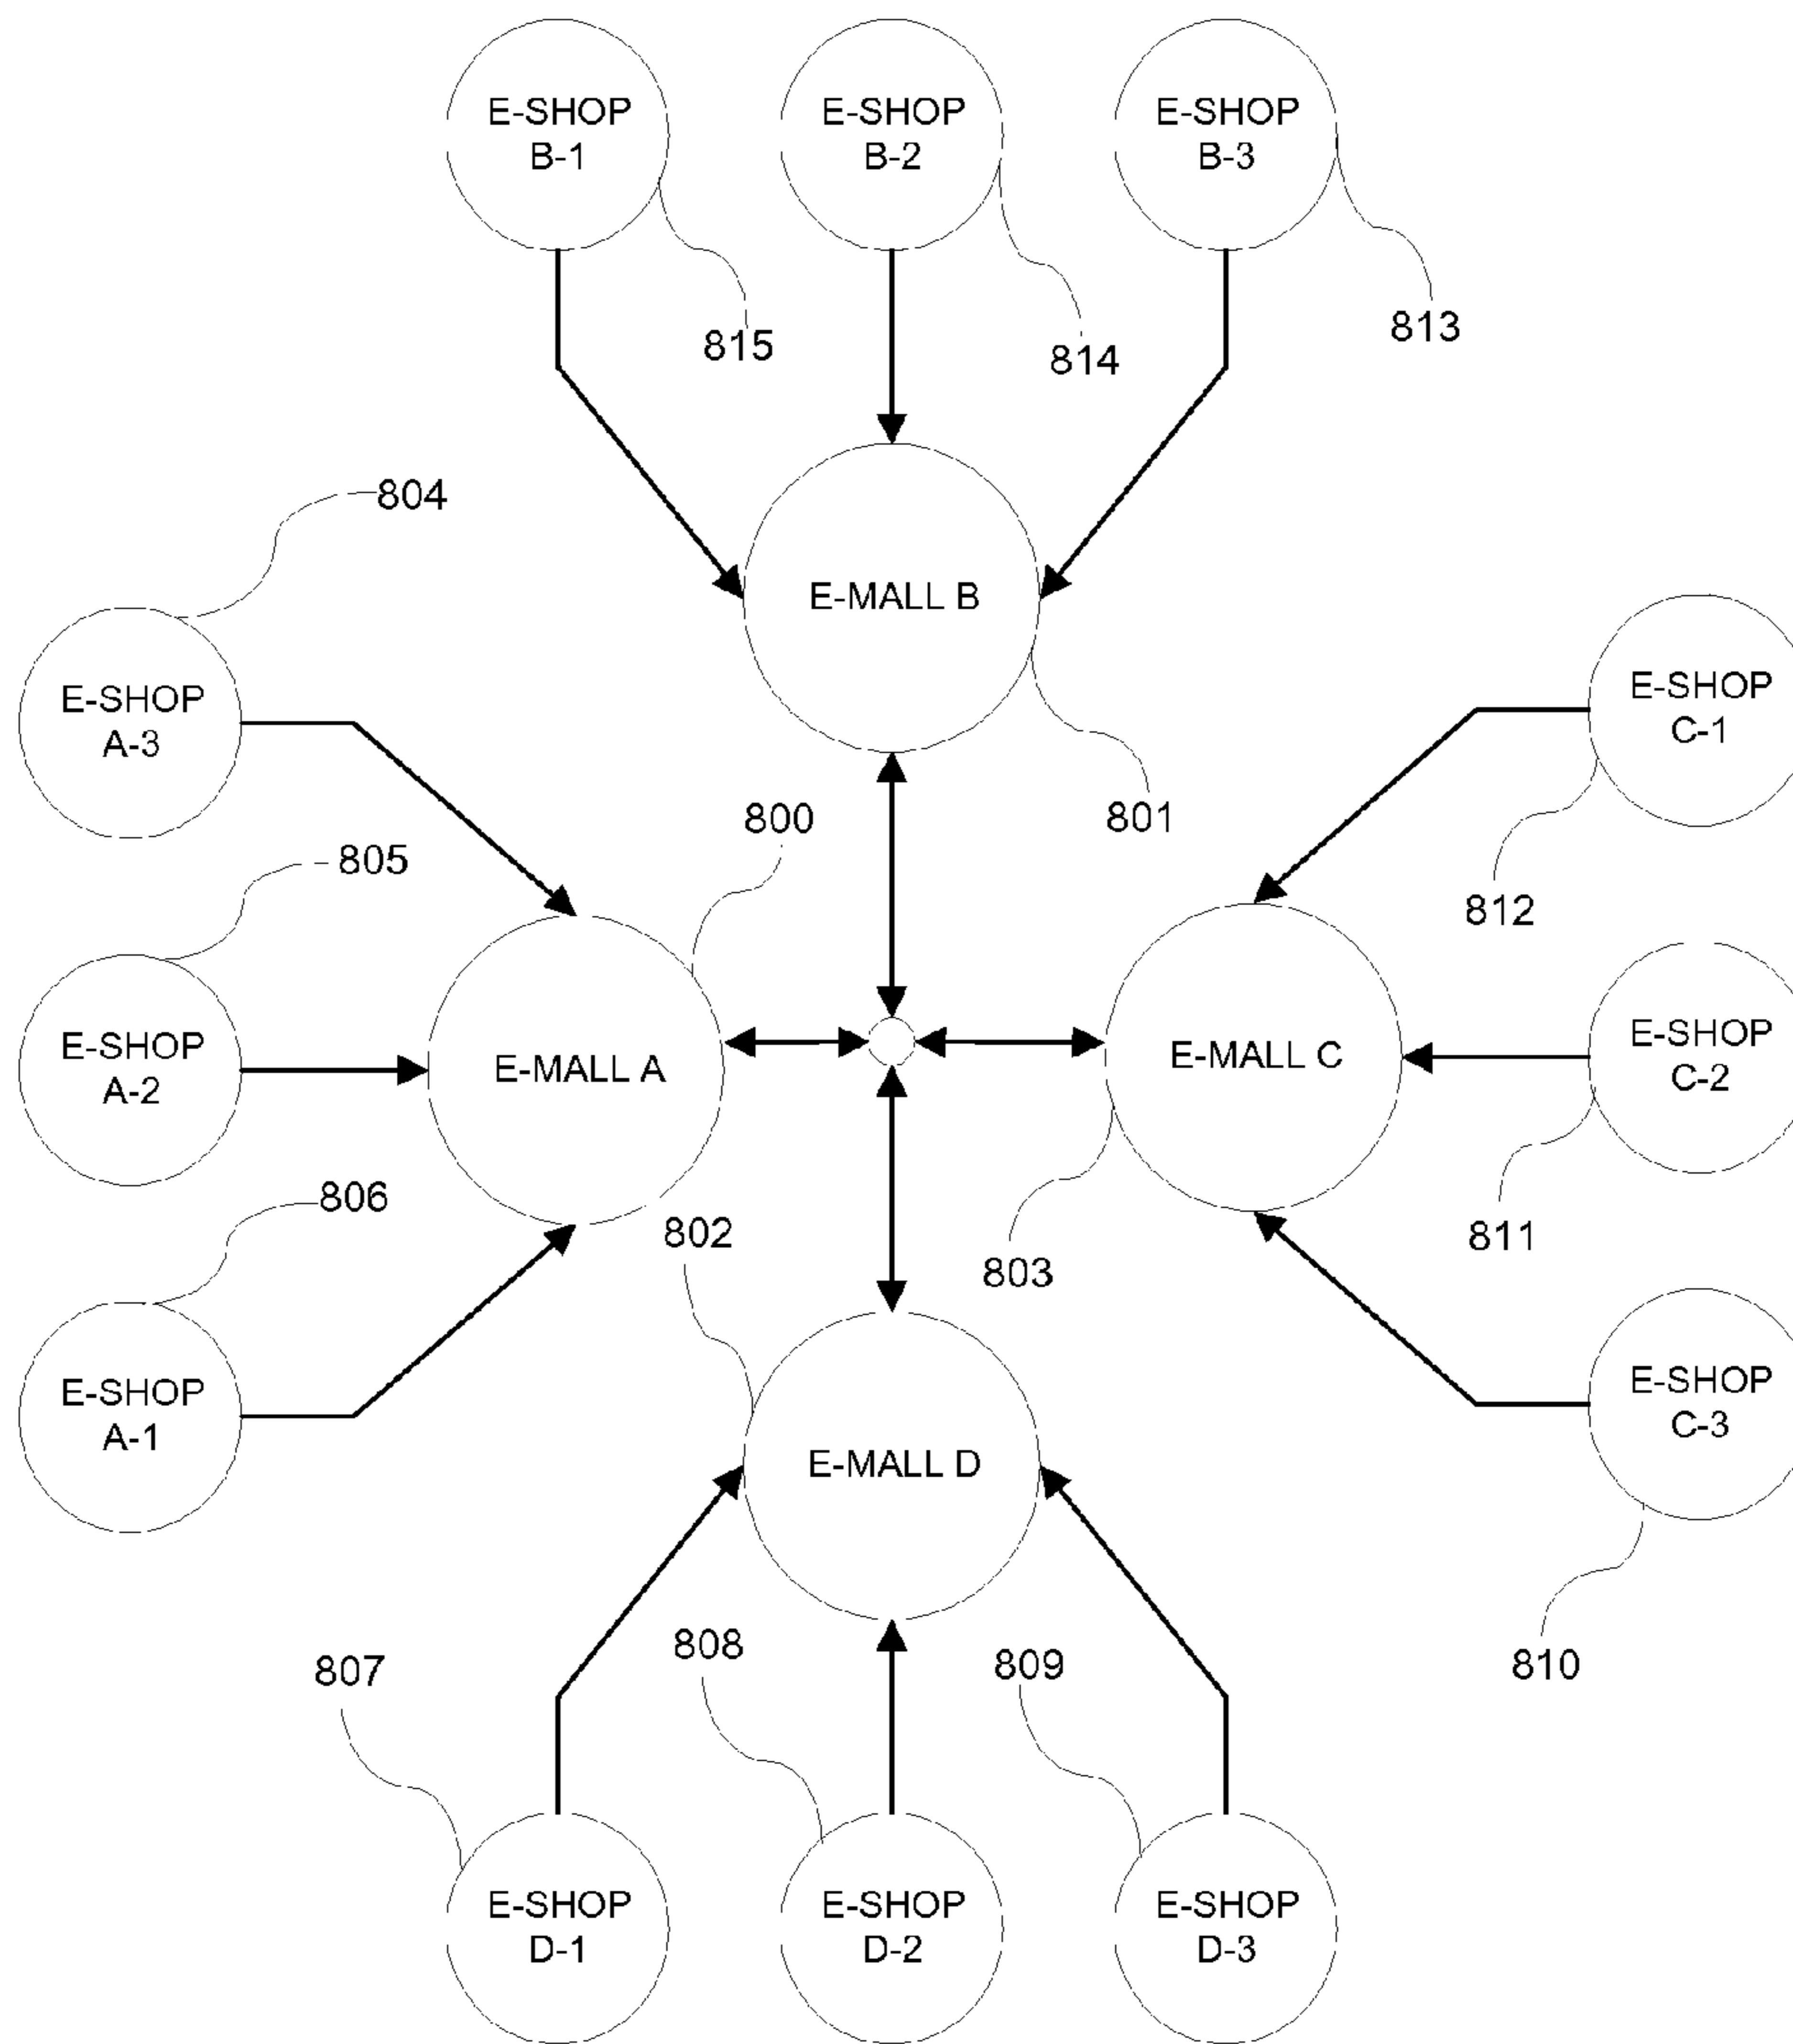 E-SHOP
B-1
E-SHOP
B-2
E-SHOP
B-3
815
814
813
804
E-MALL B
E-SHOP
A-3
E-SHOP
C-1
800
801
805
812
E-SHOP
A-2
E-MALL A
E-MALL C
E-SHOP
C-2
806
802
803
811
E-SHOP
A-1
E-MALL D
E-SHOP
C-3
807
808
809
810
E-SHOP
D-1
E-SHOP
D-2
E-SHOP
D-3